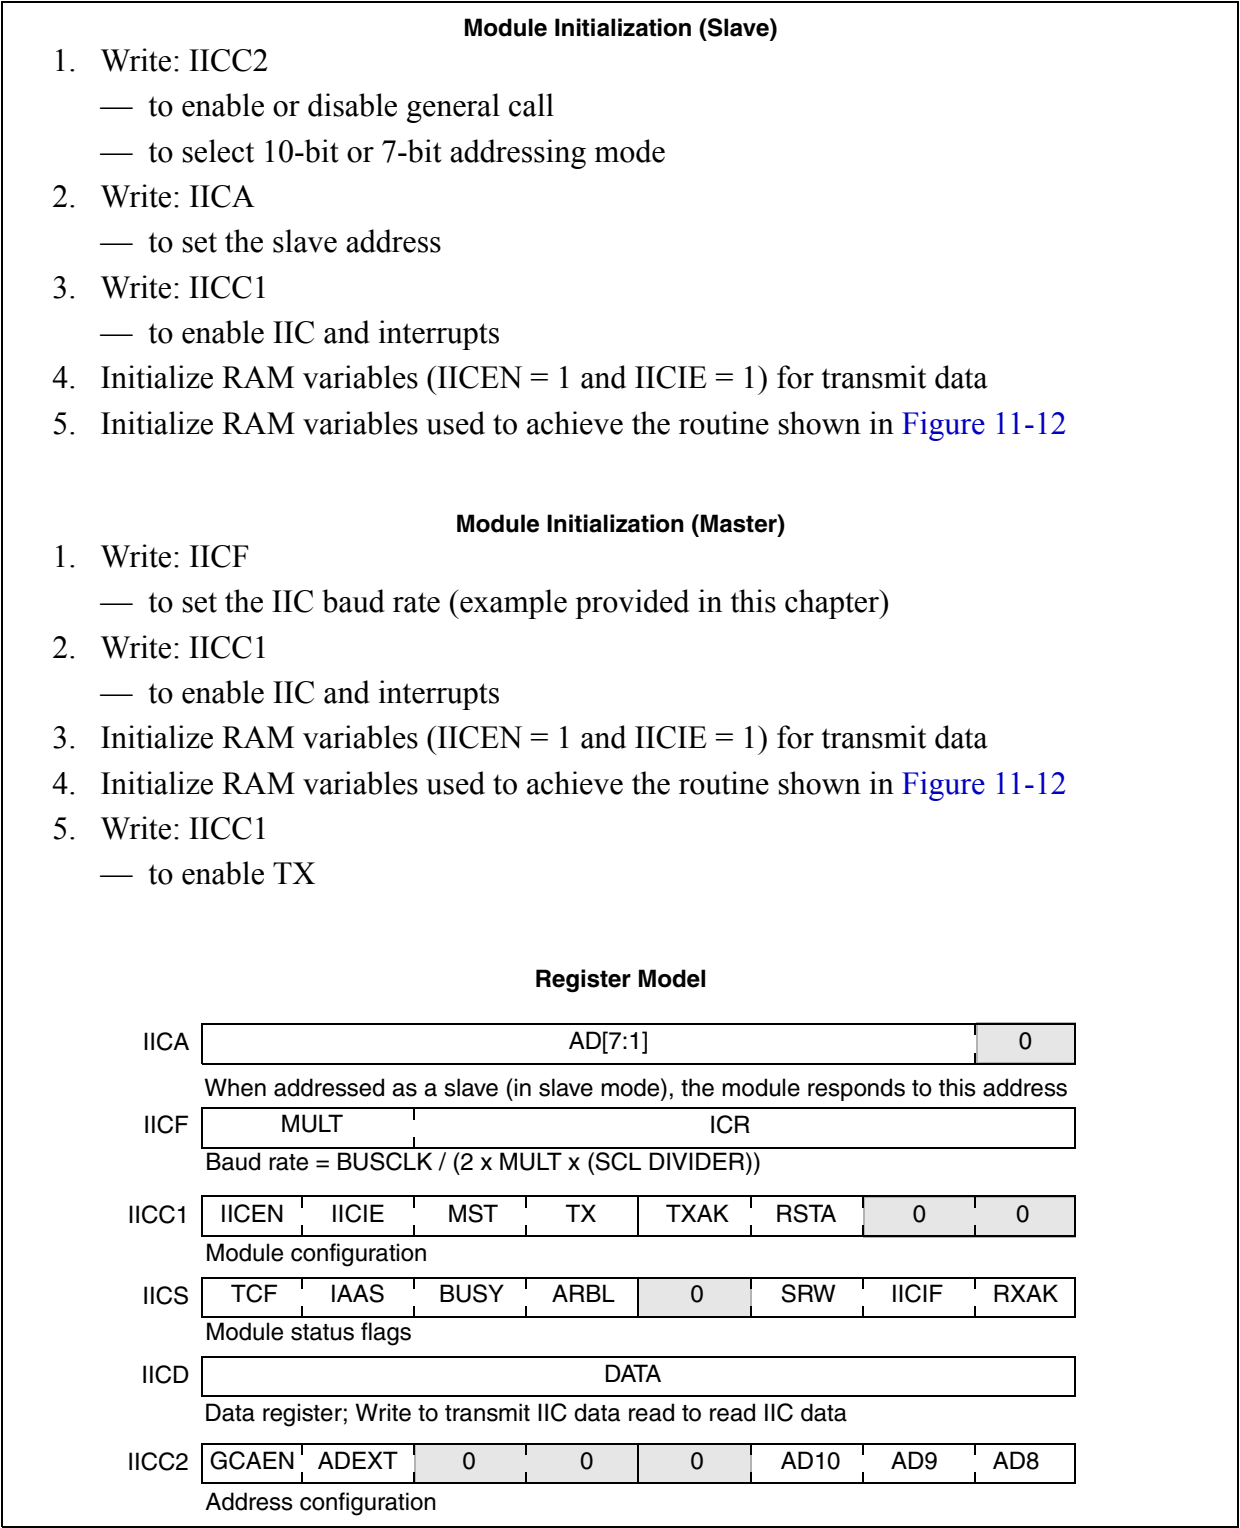 Module Initialization (Slave)
1. Write: IICC2
— to enable or disable general call
— to select 10-bit or 7-bit addressing mode
2. Write: IICA
— to set the slave address
3. Write: IICC1
— to enable IIC and interrupts
4. Initialize RAM variables (IICEN = 1 and IICIE = 1) for transmit data
5. Initialize RAM variables used to achieve the routine shown in Figure 11-12
Module Initialization (Master)
1. Write: IICF
— to set the IIC baud rate (example provided in this chapter)
2. Write: IICC1
— to enable IIC and interrupts
3. Initialize RAM variables (IICEN = 1 and IICIE = 1) for transmit data
4. Initialize RAM variables used to achieve the routine shown in Figure 11-12
5. Write: IICC1
— to enable TX
Register Model
IICA AD[7:1] 0
When addressed as a slave (in slave mode), the module responds to this address
IICF MULT ICR
Baud rate = BUSCLK / (2 x MULT x (SCL DIVIDER))
IICC1 IICEN IICIE MST TX TXAK RSTA 0 0
Module configuration
IICS TCF IAAS BUSY ARBL 0 SRW IICIF RXAK
Module status flags
IICD DATA
Data register; Write to transmit IIC data read to read IIC data
IICC2 GCAEN ADEXT 0 0 0 AD10 AD9 AD8
Address configuration